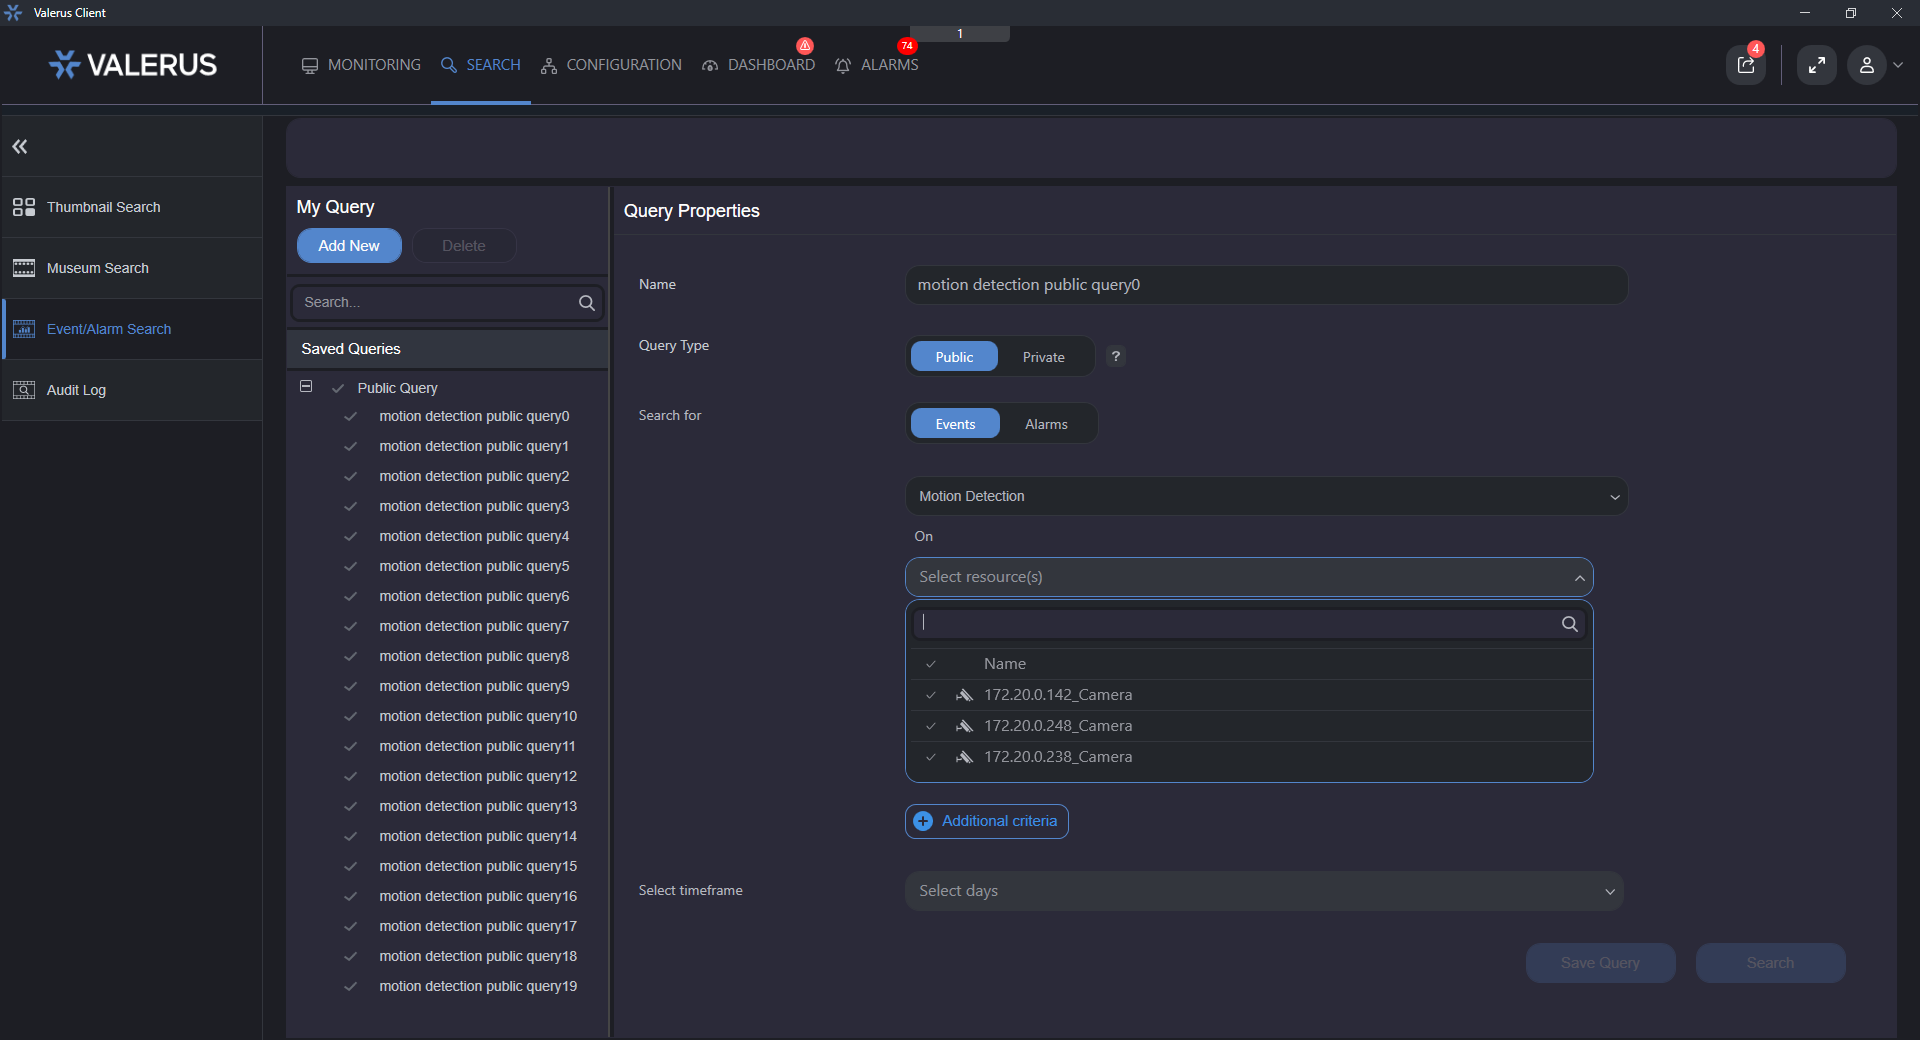 Valerus Client
1
VALERUS
MONITORING
SEARCH
CONFIGURATION
DASHBOARD
74
ALARMS
4
Thumbnail Search
Museum Search
Event/Alarm Search
Audit Log
My Query
Add New
Delete
Search...
Saved Queries
Public Query
motion detection public query0
motion detection public query1
motion detection public query2
motion detection public query3
motion detection public query4
motion detection public query5
motion detection public query6
motion detection public query7
motion detection public query8
motion detection public query9
motion detection public query10
motion detection public query11
motion detection public query12
motion detection public query13
motion detection public query14
motion detection public query15
motion detection public query16
motion detection public query17
motion detection public query18
motion detection public query19
Query Properties
Name
motion detection public query0
Query Type
Public
Private
?
Search for
Events
Alarms
Motion Detection
On
Select resource(s)
Name
172.20.0.142_Camera
172.20.0.248_Camera
172.20.0.238_Camera
Additional criteria
Select timeframe
Select days
Save Query
Search